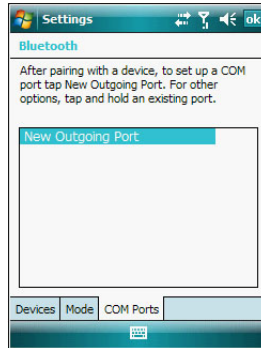 Settings
ok
Bluetooth
After pairing with a device, to set up a COM
port tap New Outgoing Port. For other
options, tap and hold an existing port.
New Outgoing Port
Devices Mode COM Ports